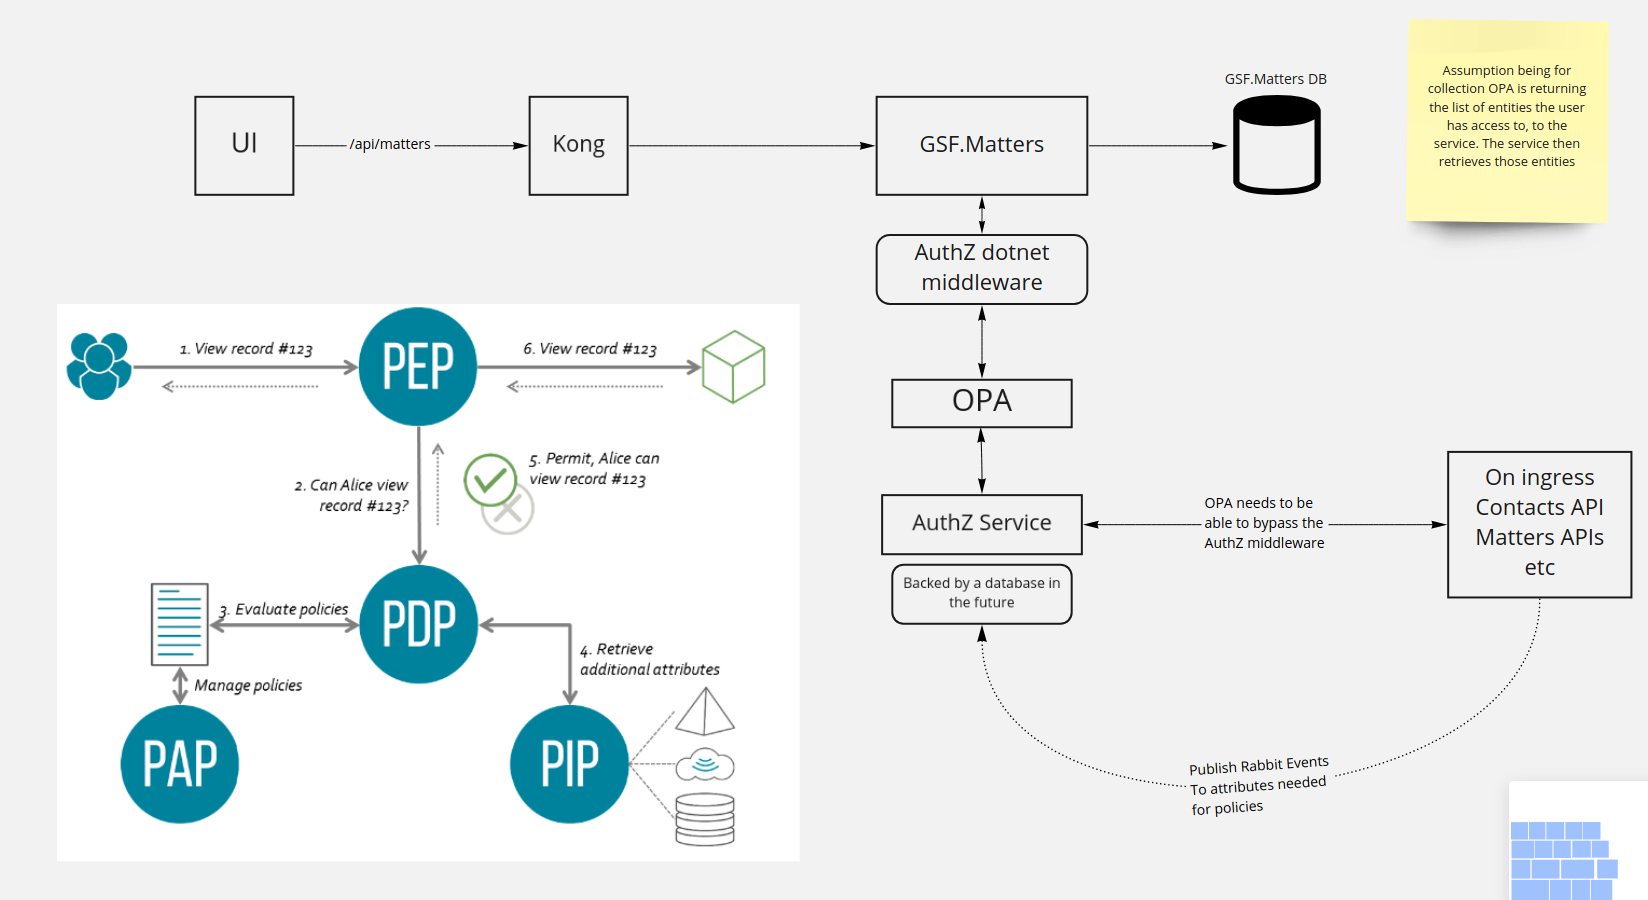 UI
/api/matters
Kong
GSF.Matters
GSF.Matters DB
Assumption being for
collection OPA is returning
the list of entities the user
has access to, to the
service. The service then
retrieves those entities
AuthZ dotnet
middleware
OPA
AuthZ Service
Backed by a database in
the future
OPA needs to be
able to bypass the
AuthZ middleware
On ingress
Contacts API
Matters APIs
etc
Publish Rabbit Events
To attributes needed
for policies
1. View record #123
PEP
6. View record #123
2. Can Alice view
record #123?
5. Permit, Alice can
view record #123
3. Evaluate policies
PDP
4. Retrieve
additional attributes
Manage policies
PAP
PIP